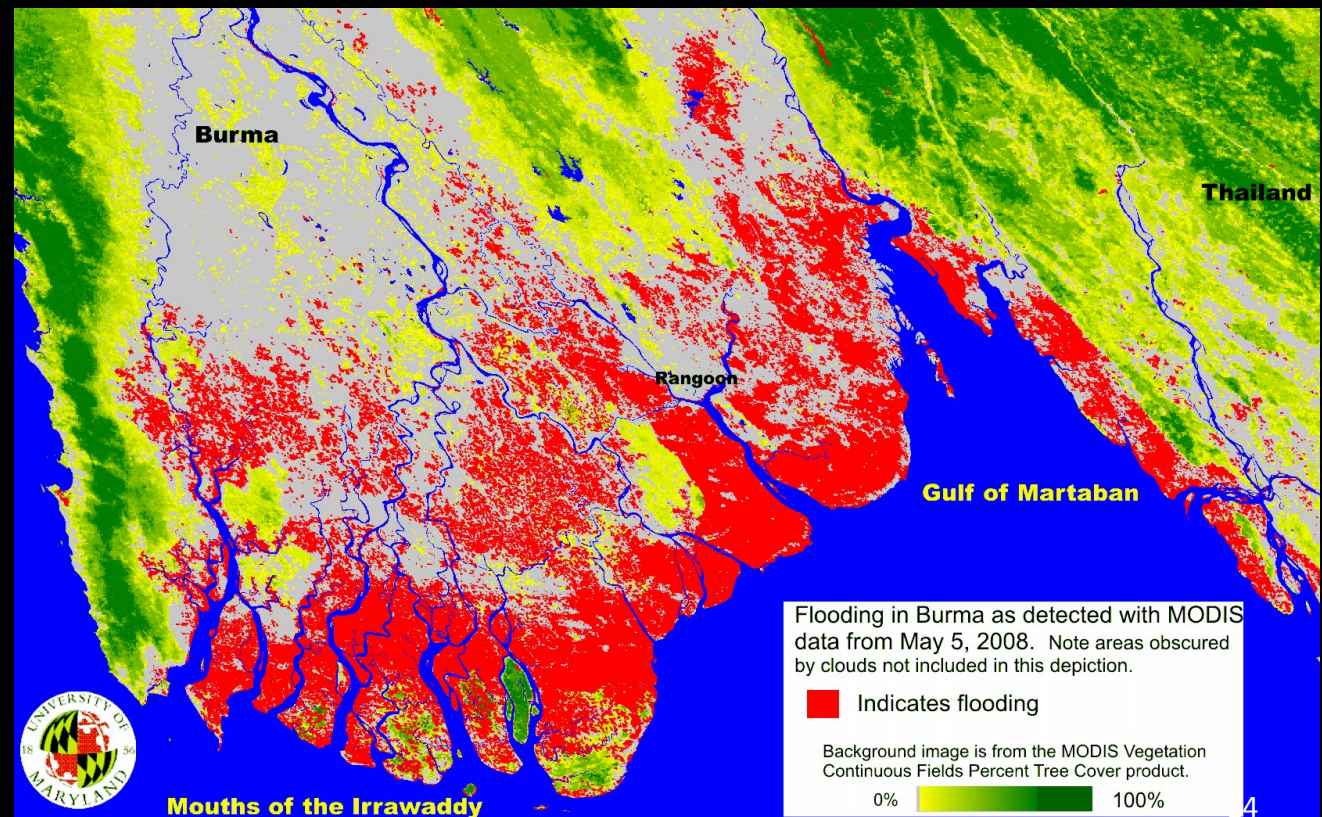 Burma
Thailand
Rangoon
Gulf of Martaban
Flooding in Burma as detected with MODIS
data from May 5, 2008. Note areas obscured
by clouds not included in this depiction.
Indicates flooding
Background image is from the MODIS Vegetation
Continuous Fields Percent Tree Cover product.
0% 100%
UNIVERSITY OF
18 56
MARYLAND
Mouths of the Irrawaddy
4